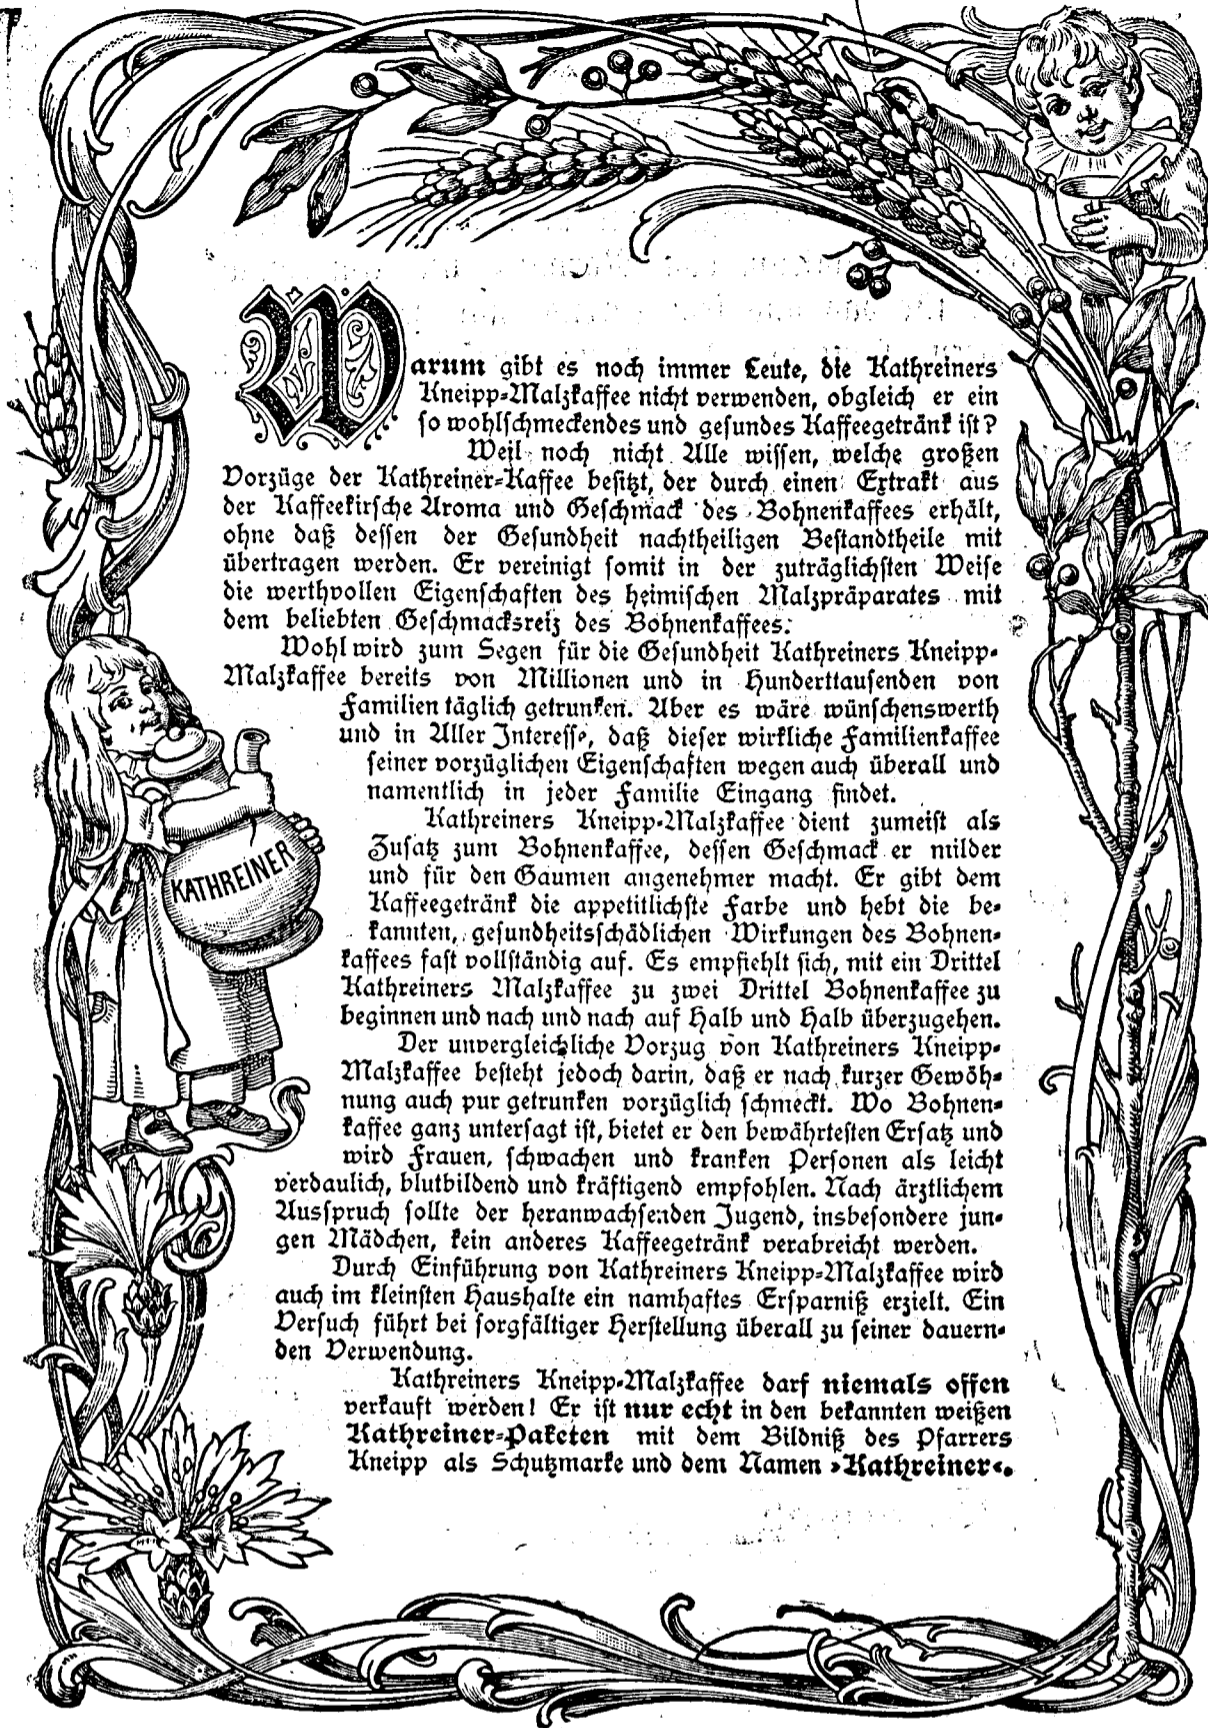 Warum gibt es noch immer Leute, die Kathreiners
Kneipp-Malzkaffee nicht verwenden, obgleich er ein
so wohlschmeckendes und gesundes Kaffeegetränk ist?
Weil noch nicht Alle wissen, welche großen
Vorzüge der Kathreiner-Kaffee besitzt, der durch einen Extrakt aus
der Kaffeekirsche Aroma und Geschmack des Bohnenkaffees erhält,
ohne daß dessen der Gesundheit nachtheiligen Bestandtheile mit
übertragen werden. Er vereinigt somit in der zuträglichsten Weise
die werthvollen Eigenschaften des heimischen Malzpräparates mit
dem beliebten Geschmacksreiz des Bohnenkaffees.
Wohl wird zum Segen für die Gesundheit Kathreiners Kneipp-
Malzkaffee bereits von Millionen und in Hunderttausenden von
Familien täglich getrunken. Aber es wäre wünschenswerth
und in Aller Interesse, daß dieser wirkliche Familienkaffee
seiner vorzüglichen Eigenschaften wegen auch überall und
namentlich in jeder Familie Eingang findet.
Kathreiners Kneipp-Malzkaffee dient zumeist als
Zusatz zum Bohnenkaffee, dessen Geschmack er milder
und für den Gaumen angenehmer macht. Er gibt dem
Kaffeegetränk die appetitlichste Farbe und hebt die be-
kannten, gesundheitsschädlichen Wirkungen des Bohnen-
kaffees fast vollständig auf. Es empfiehlt sich, mit ein Drittel
Kathreiners Malzkaffee zu zwei Drittel Bohnenkaffee zu
beginnen und nach und nach auf Halb und Halb überzugehen.
Der unvergleichliche Vorzug von Kathreiners Kneipp-
Malzkaffee besteht jedoch darin, daß er nach kurzer Gewöh-
nung auch pur getrunken vorzüglich schmeckt. Wo Bohnen-
kaffee ganz untersagt ist, bietet er den bewährtesten Ersatz und
wird Frauen, schwachen und kranken Personen als leicht
verdaulich, blutbildend und kräftigend empfohlen. Nach ärztlichem
Ausspruch sollte der heranwachsenden Jugend, insbesondere jun-
gen Mädchen, kein anderes Kaffeegetränk verabreicht werden.
Durch Einführung von Kathreiners Kneipp-Malzkaffee wird
auch im kleinsten Haushalte ein namhaftes Ersparniß erzielt. Ein
Versuch führt bei sorgfältiger Herstellung überall zu seiner dauern-
den Verwendung.
Kathreiners Kneipp-Malzkaffee darf niemals offen
verkauft werden! Er ist nur echt in den bekannten weißen
Kathreiner-Paketen mit dem Bildniß des Pfarrers
Kneipp als Schutzmarke und dem Namen »Kathreiner«.
KATHREINER